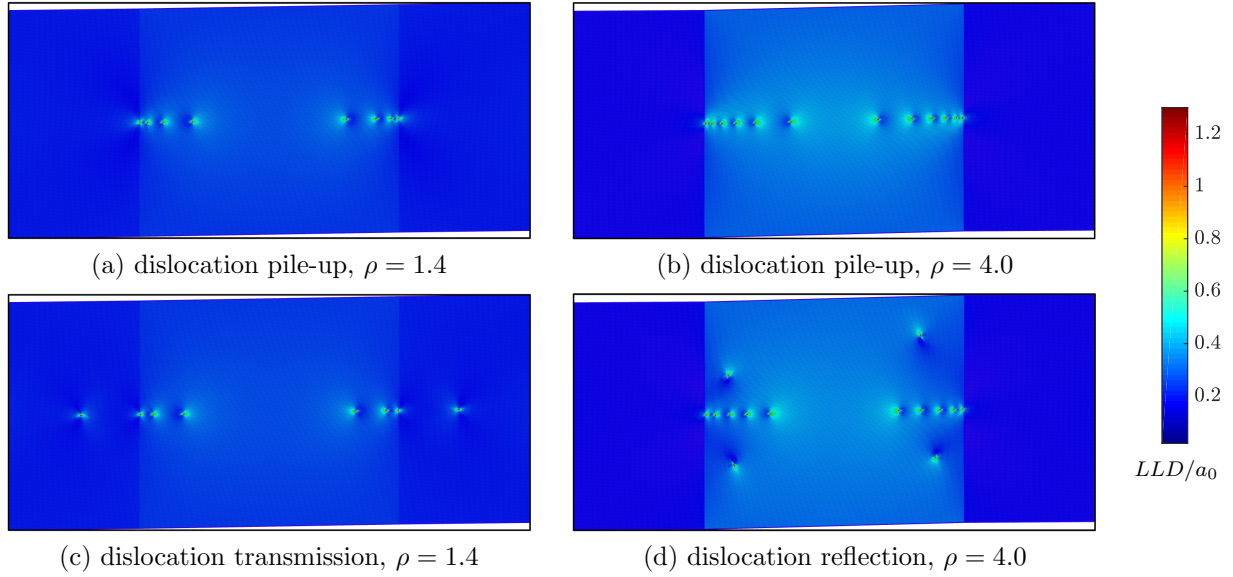 (a) dislocation pile-up, ρ = 1.4
(b) dislocation pile-up, ρ = 4.0
(c) dislocation transmission, ρ = 1.4
(d) dislocation reflection, ρ = 4.0
1.2
1
0.8
0.6
0.4
0.2
LLD/a₀